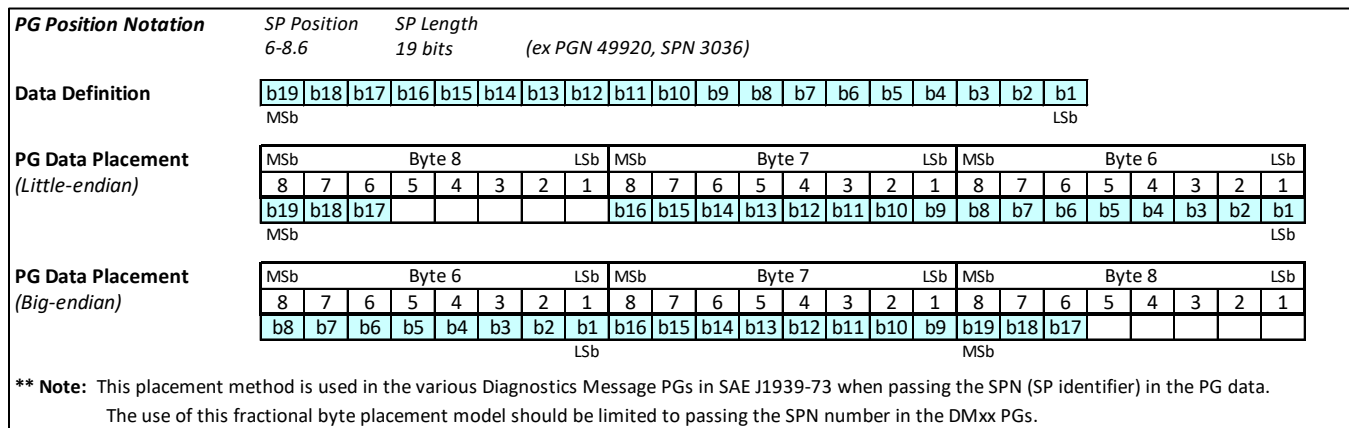 PG Position Notation SP Position SP Length
6-8.6 19 bits (ex PGN 49920, SPN 3036)
Data Definition b19 b18 b17 b16 b15 b14 b13 b12 b11 b10 b9 b8 b7 b6 b5 b4 b3 b2 b1
MSb LSb
PG Data Placement MSb Byte 8 LSb MSb Byte 7 LSb MSb Byte 6 LSb
(Little-endian) 8 7 6 5 4 3 2 1 8 7 6 5 4 3 2 1 8 7 6 5 4 3 2 1
b19 b18 b17 b16 b15 b14 b13 b12 b11 b10 b9 b8 b7 b6 b5 b4 b3 b2 b1
MSb LSb
PG Data Placement MSb Byte 6 LSb MSb Byte 7 LSb MSb Byte 8 LSb
(Big-endian) 8 7 6 5 4 3 2 1 8 7 6 5 4 3 2 1 8 7 6 5 4 3 2 1
b8 b7 b6 b5 b4 b3 b2 b1 b16 b15 b14 b13 b12 b11 b10 b9 b19 b18 b17
LSb MSb
** Note: This placement method is used in the various Diagnostics Message PGs in SAE J1939-73 when passing the SPN (SP identifier) in the PG data.
The use of this fractional byte placement model should be limited to passing the SPN number in the DMxx PGs.